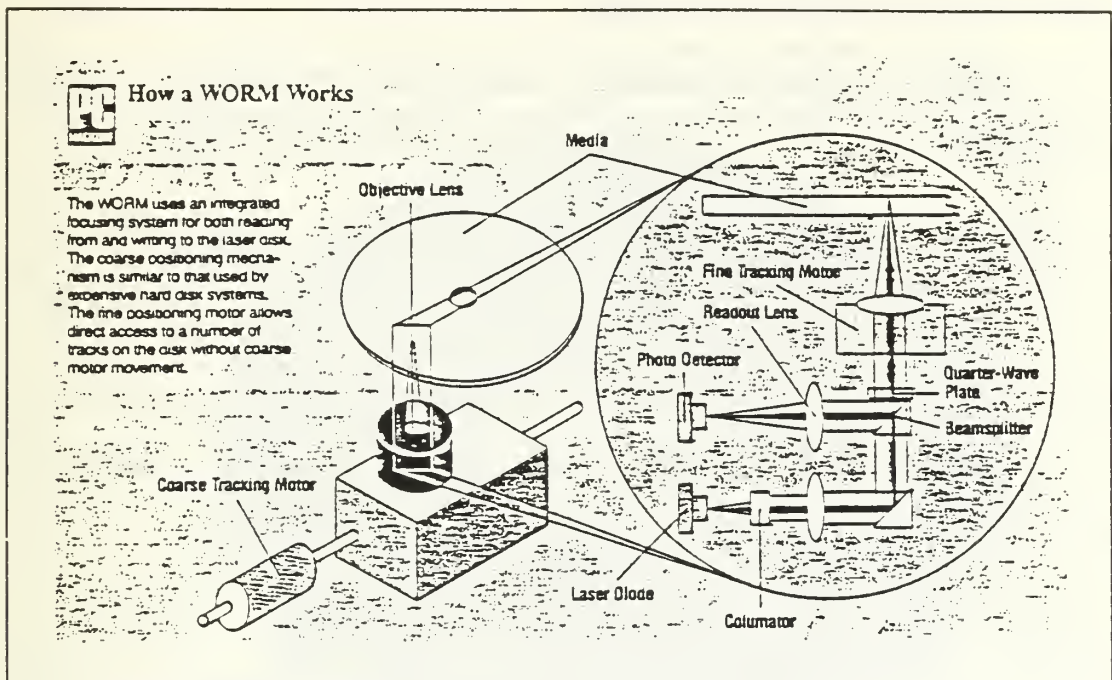 PC
MAGAZINE
How a WORM Works
The WORM uses an integrated
focusing system for both reading
from and writing to the laser disk.
The coarse positioning mecha-
nism is similar to that used by
expensive hard disk systems.
The fine positioning motor allows
direct access to a number of
tracks on the disk without coarse
motor movement.
Objective Lens
Media
Coarse Tracking Motor
Fine Tracking Motor
Readout Lens
Photo Detector
Quarter-Wave
Plate
Beamsplitter
Laser Diode
Columator